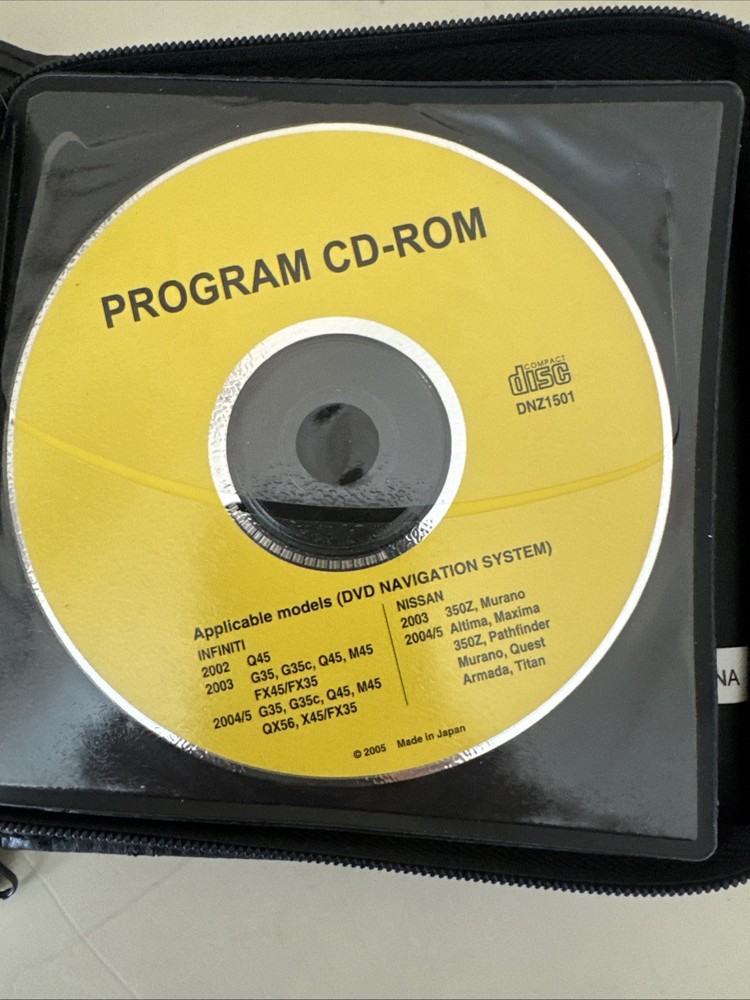 PROGRAM CD-ROM
COMPACT
disc
DNZ1501
Applicable models (DVD NAVIGATION SYSTEM)
INFINITI
2002 Q45
2003 G35, G35c, Q45, M45
FX45/FX35
2004/5 G35, G35c, Q45, M45
QX56, X45/FX35
NISSAN
2003 350Z, Murano
2004/5 Altima, Maxima
350Z, Pathfinder
Murano, Quest
Armada, Titan
© 2005 Made in Japan
NA